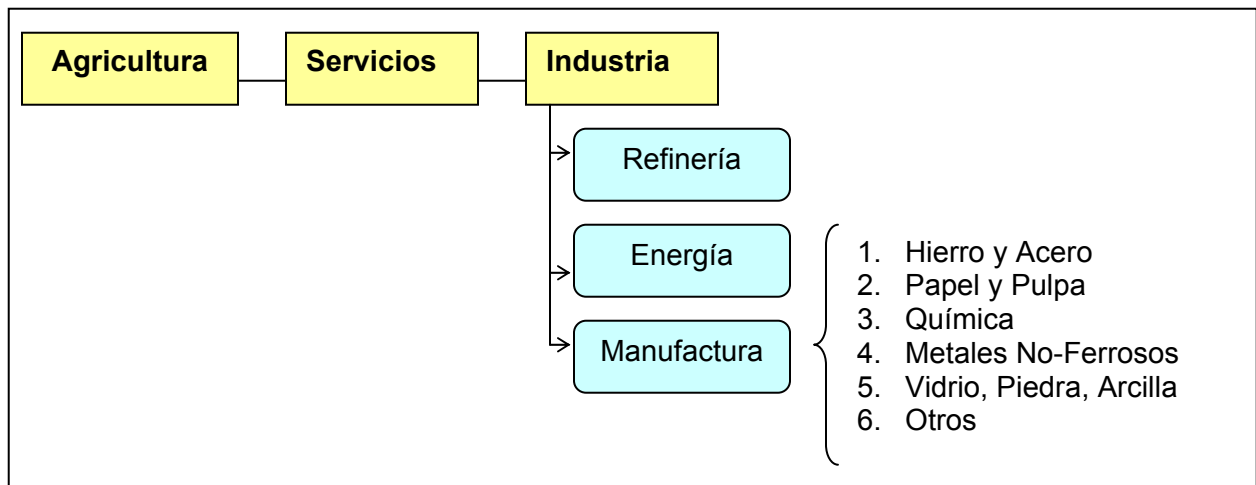 Agricultura
Servicios
Industria
Refinería
Energía
Manufactura
1. Hierro y Acero
2. Papel y Pulpa
3. Química
4. Metales No-Ferrosos
5. Vidrio, Piedra, Arcilla
6. Otros